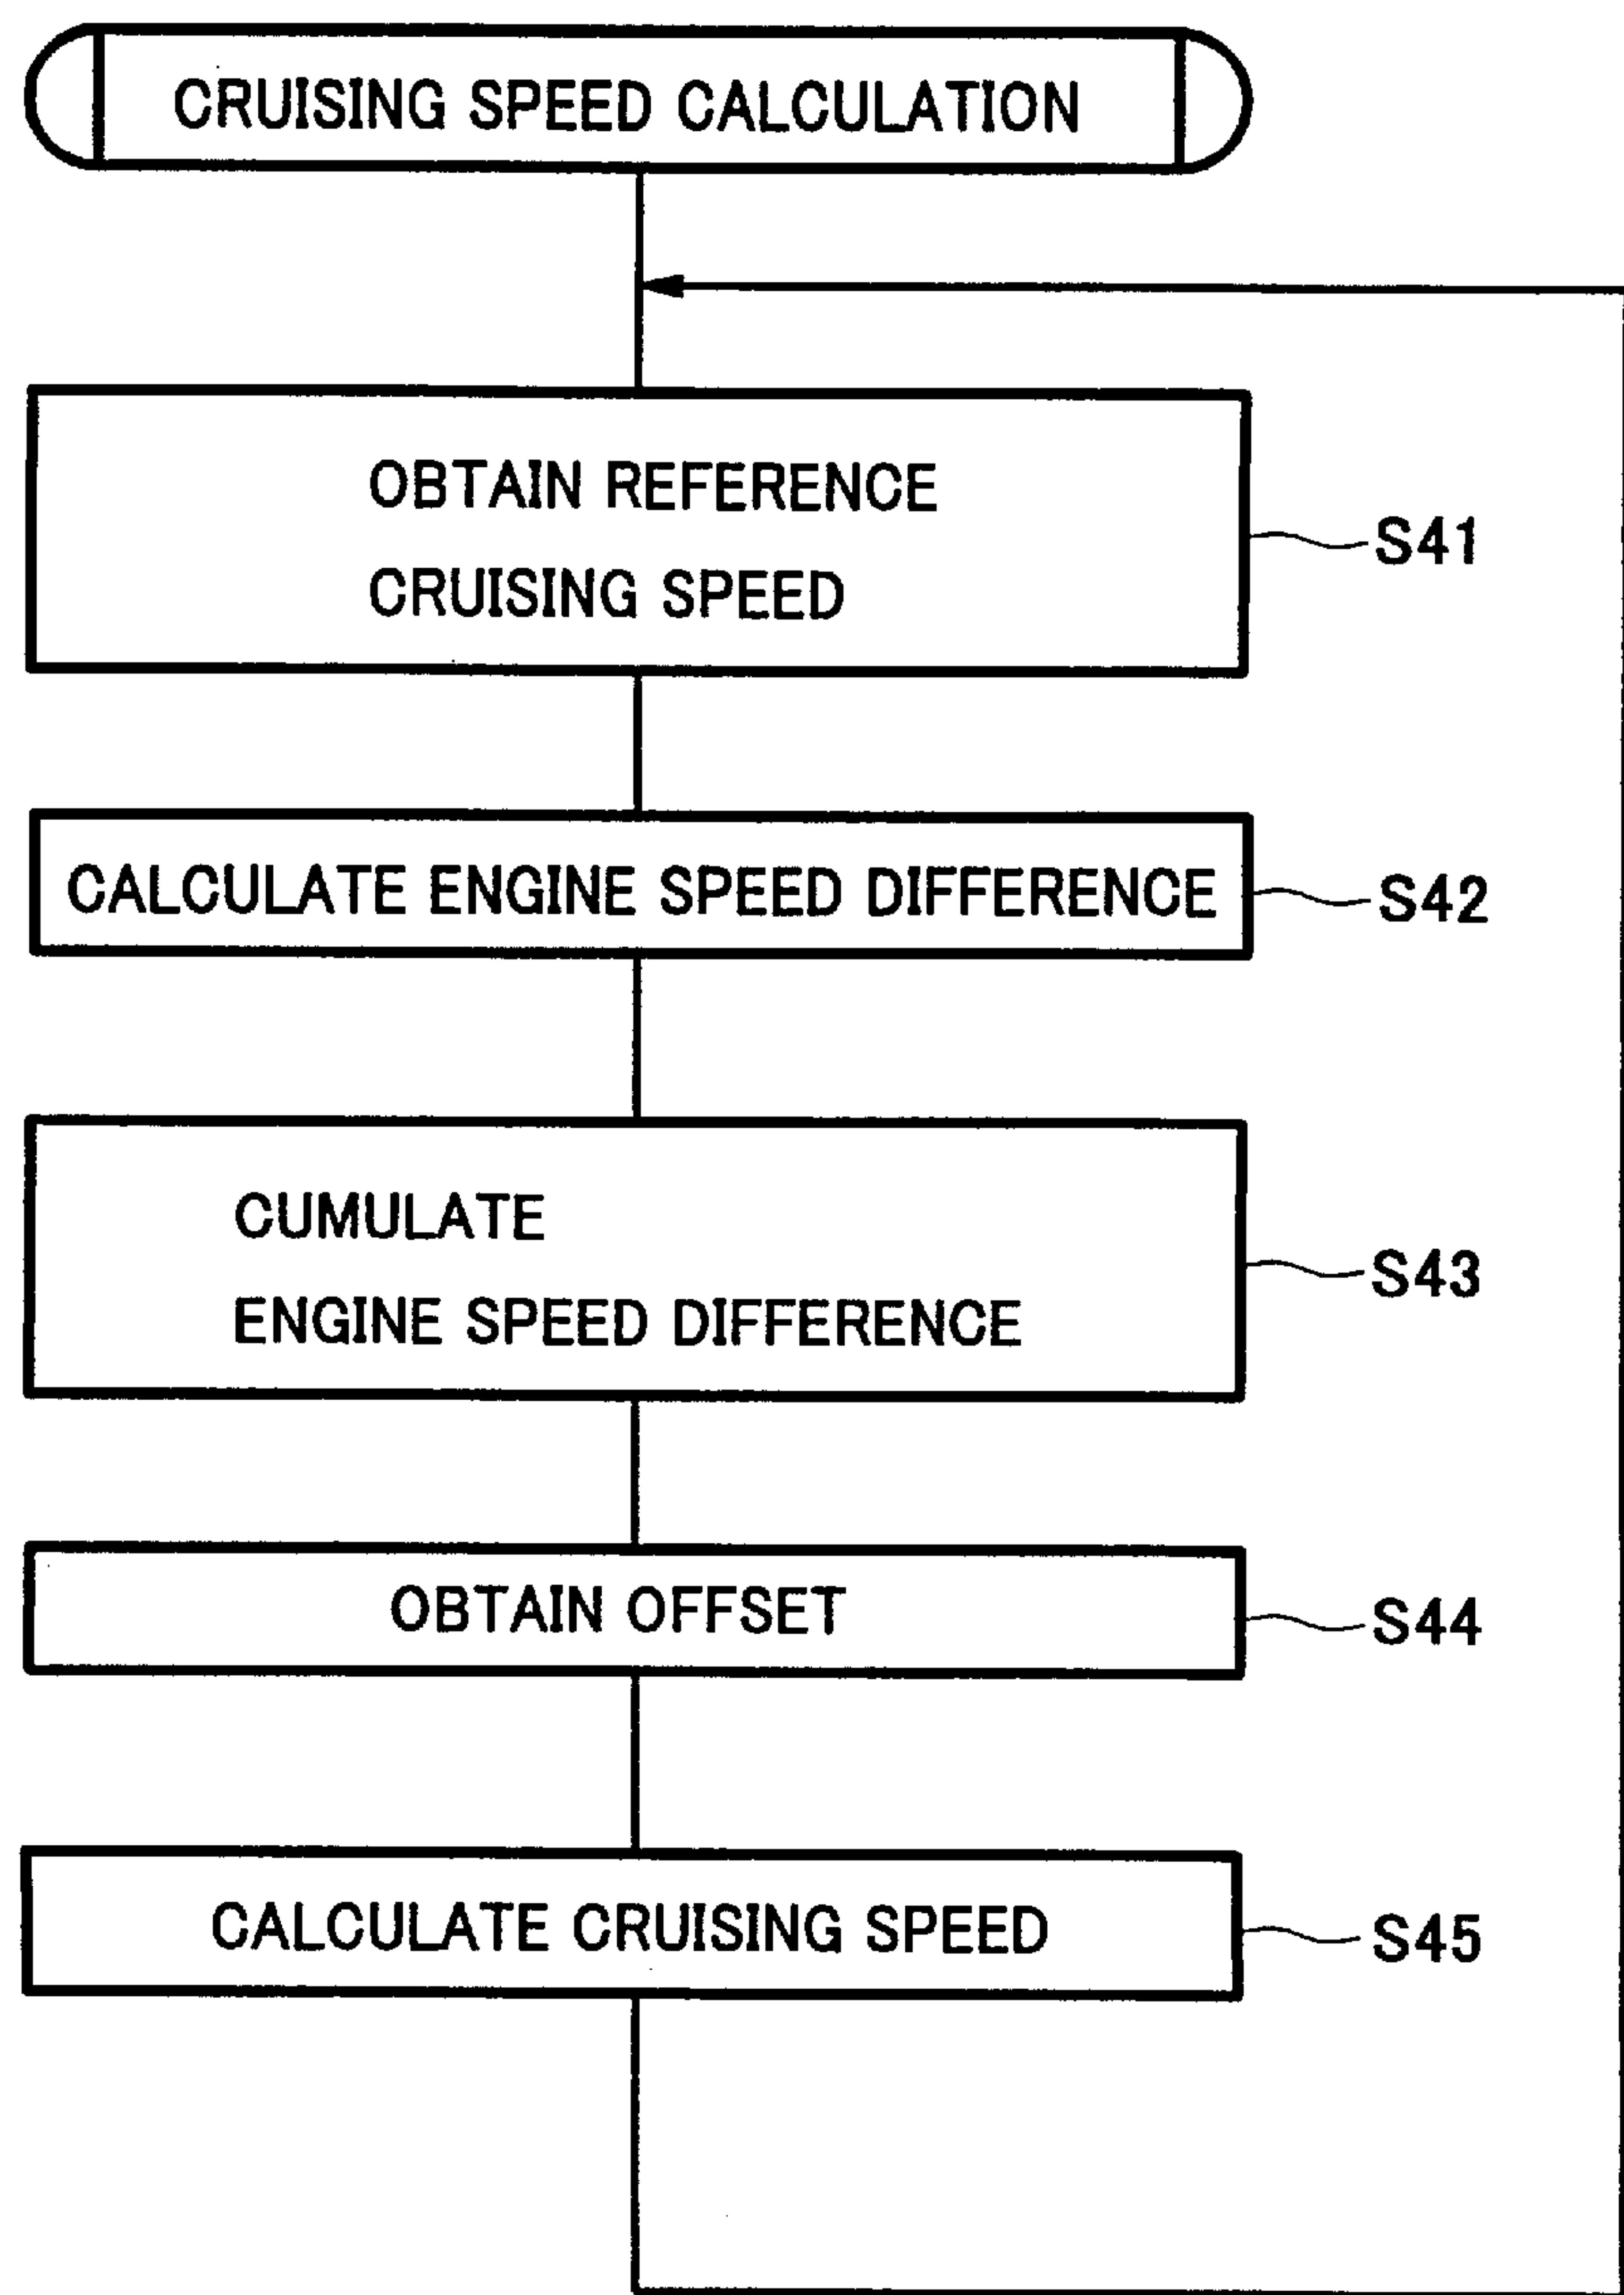 CRUISING SPEED CALCULATION
OBTAIN REFERENCE
CRUISING SPEED
S41
CALCULATE ENGINE SPEED DIFFERENCE
S42
CUMULATE
ENGINE SPEED DIFFERENCE
S43
OBTAIN OFFSET
S44
CALCULATE CRUISING SPEED
S45